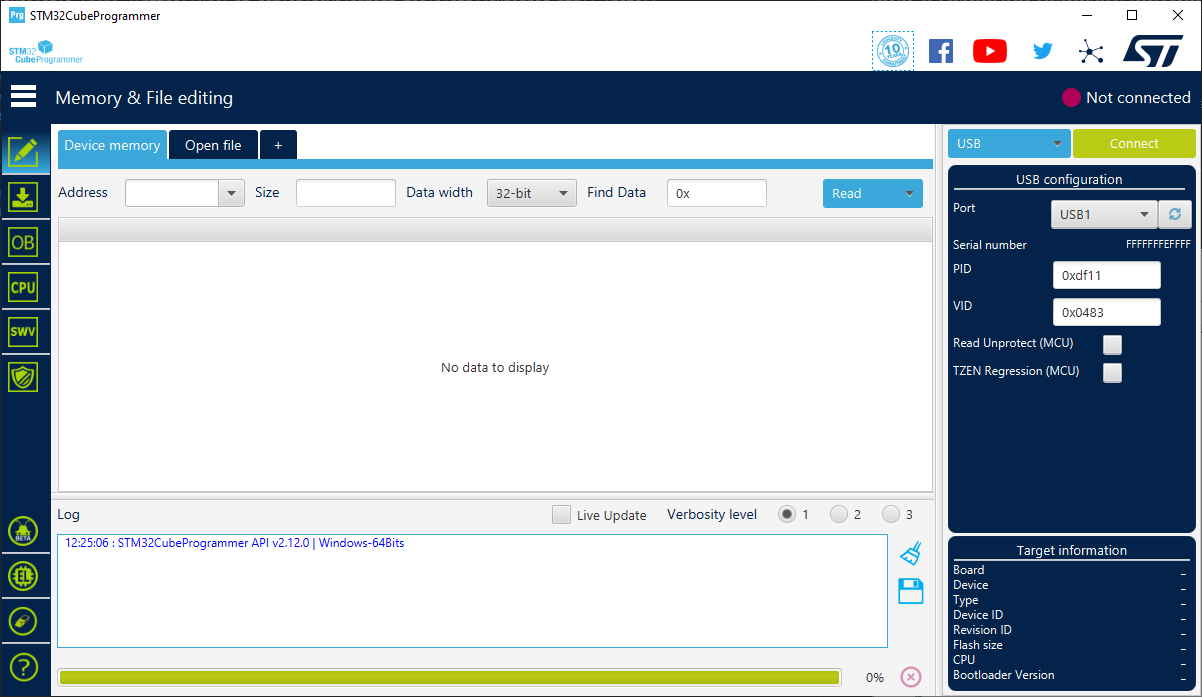 Prg STM32CubeProgrammer
STM32
CubeProgrammer
10
YEARS
Memory & File editing
Not connected
Device memory Open file +
USB Connect
Address Size Data width 32-bit Find Data 0x Read
USB configuration
Port USB1
Serial number FFFFFFFEFFFF
PID 0xdf11
VID 0x0483
Read Unprotect (MCU)
TZEN Regression (MCU)
OB
CPU
SWV
No data to display
Log Live Update Verbosity level 1 2 3
12:25:06 : STM32CubeProgrammer API v2.12.0 | Windows-64Bits
BETA
EL
?
0%
Target information
Board -
Device -
Type -
Device ID -
Revision ID -
Flash size -
CPU -
Bootloader Version -